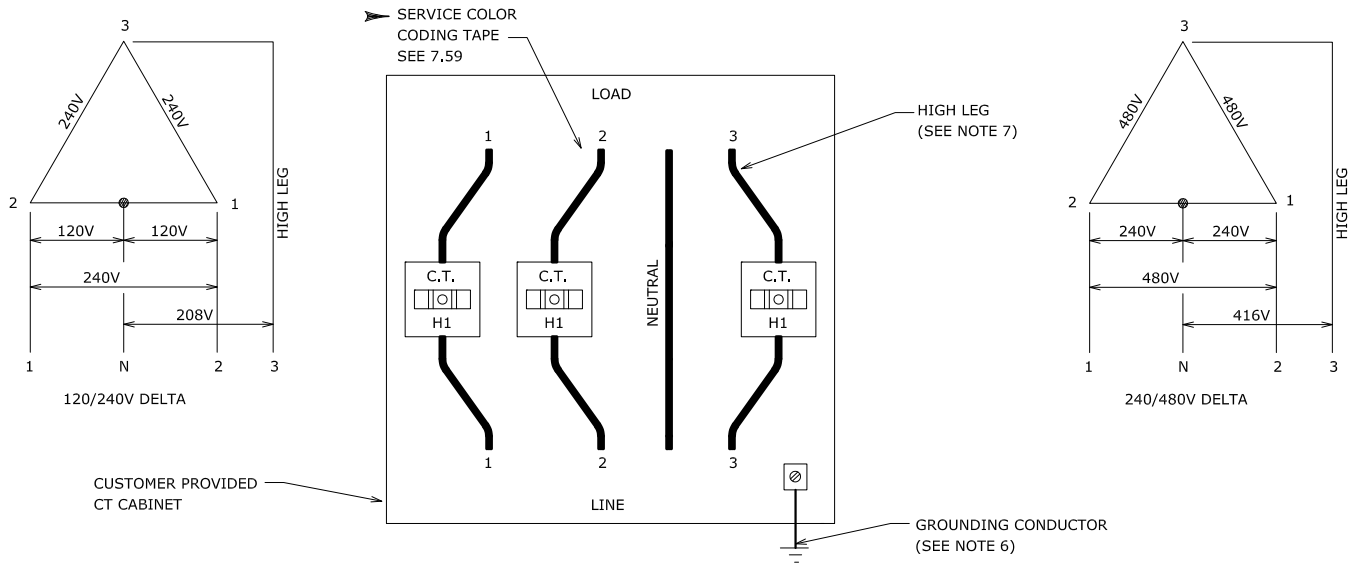 3
240V
240V
HIGH LEG
2
1
120V
120V
240V
208V
1
N
2
3
120/240V DELTA
SERVICE COLOR
CODING TAPE
SEE 7.59
LOAD
1
2
3
HIGH LEG
(SEE NOTE 7)
C.T.
H1
C.T.
H1
NEUTRAL
C.T.
H1
1
2
3
LINE
CUSTOMER PROVIDED
CT CABINET
GROUNDING CONDUCTOR
(SEE NOTE 6)
3
480V
480V
HIGH LEG
2
1
240V
240V
480V
416V
1
N
2
3
240/480V DELTA